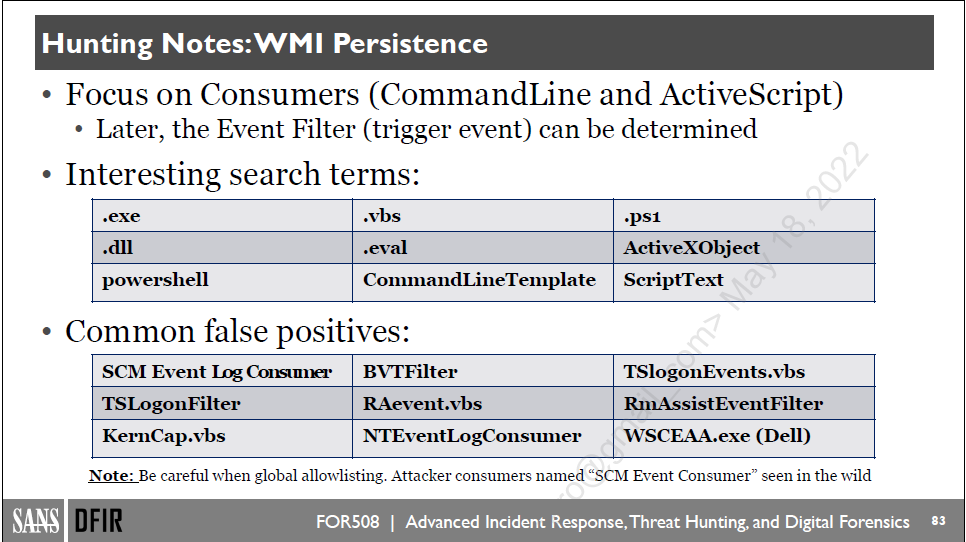 Hunting Notes: WMI Persistence
• Focus on Consumers (CommandLine and ActiveScript)
• Later, the Event Filter (trigger event) can be determined
• Interesting search terms:
.exe .vbs .ps1
.dll .eval ActiveXObject
powershell CommandLineTemplate ScriptText
• Common false positives:
SCM Event Log Consumer BVTFilter TSlogonEvents.vbs
TSLogonFilter RAevent.vbs RmAssistEventFilter
KernCap.vbs NTEventLogConsumer WSCEAA.exe (Dell)
Note: Be careful when global allowlisting. Attacker consumers named “SCM Event Consumer” seen in the wild
SANS DFIR
FOR508 | Advanced Incident Response, Threat Hunting, and Digital Forensics 83
May 18, 2022